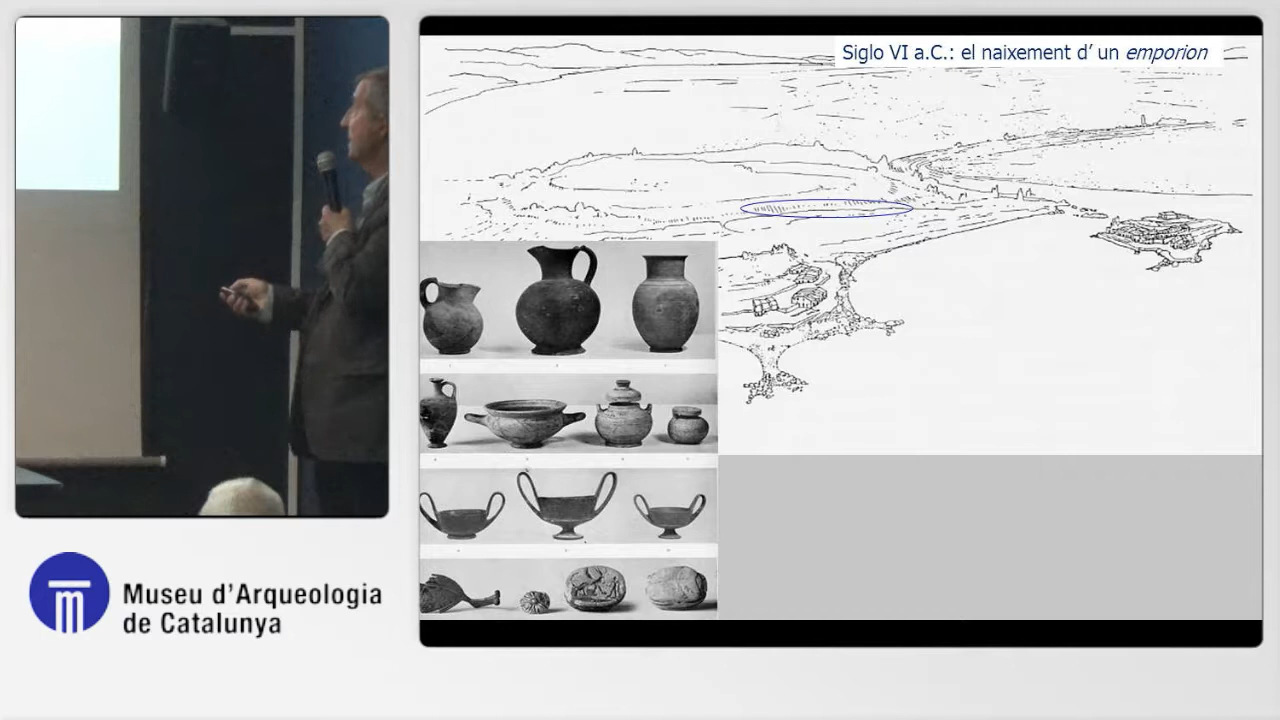 Siglo VI a.C.: el naixement d’ un emporion
Museu d’Arqueologia
de Catalunya